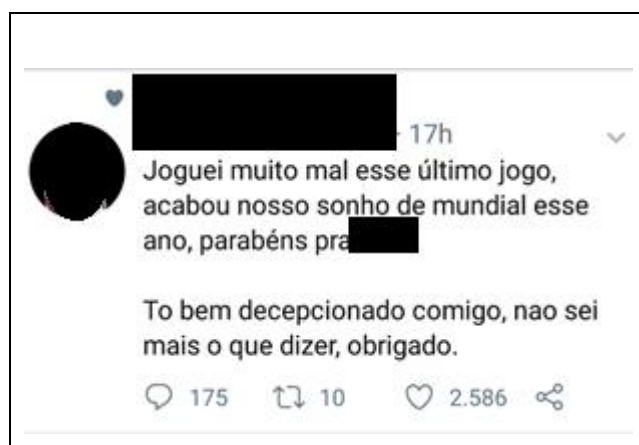 17h
Joguei muito mal esse último jogo,
acabou nosso sonho de mundial esse
ano, parabéns pra
To bem decepcionado comigo, nao sei
mais o que dizer, obrigado.
175 10 2.586